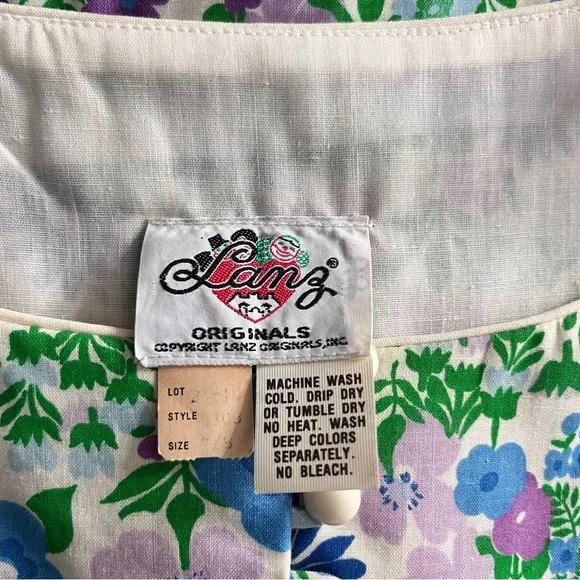 Lanz®
ORIGINALS
COPYRIGHT LANZ ORIGINALS, INC.
LOT
STYLE
SIZE
MACHINE WASH
COLD. DRIP DRY
OR TUMBLE DRY
NO HEAT. WASH
DEEP COLORS
SEPARATELY.
NO BLEACH.